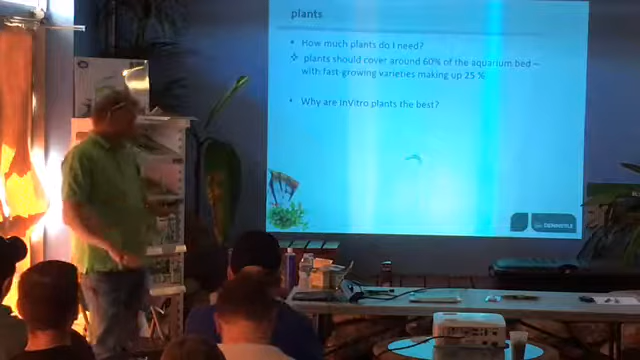 plants
• How much plants do I need?
❖ plants should cover around 60% of the aquarium bed –
with fast-growing varieties making up 25 %
• Why are InVitro plants the best?
DENNERLE